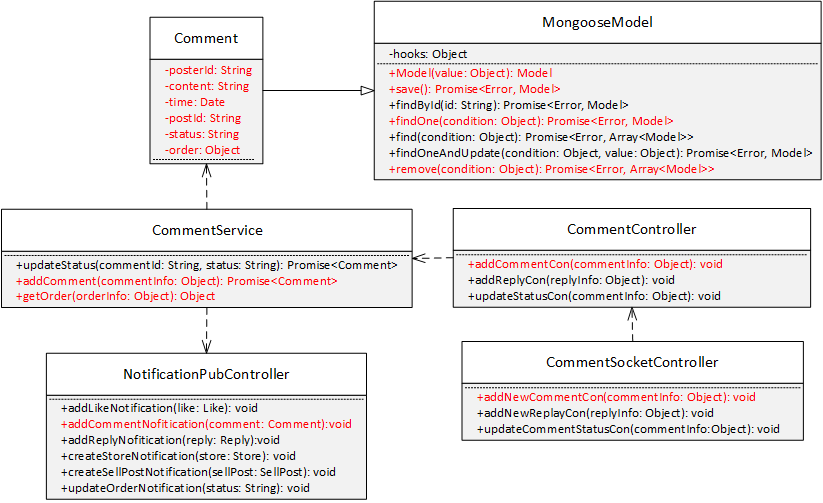 Comment
-posterId: String
-content: String
-time: Date
-postId: String
-status: String
-order: Object
MongooseModel
-hooks: Object
+Model(value: Object): Model
+save(): Promise<Error, Model>
+findById(id: String): Promise<Error, Model>
+findOne(condition: Object): Promise<Error, Model>
+find(condition: Object): Promise<Error, Array<Model>>
+findOneAndUpdate(condition: Object, value: Object): Promise<Error, Model>
+remove(condition: Object): Promise<Error, Array<Model>>
CommentService
+updateStatus(commentId: String, status: String): Promise<Comment>
+addComment(commentInfo: Object): Promise<Comment>
+getOrder(orderInfo: Object): Object
CommentController
+addCommentCon(commentInfo: Object): void
+addReplyCon(replyInfo: Object): void
+updateStatusCon(commentInfo: Object): void
NotificationPubController
+addLikeNotification(like: Like): void
+addCommentNofitication(comment: Comment):void
+addReplyNofitication(reply: Reply):void
+createStoreNotification(store: Store): void
+createSellPostNotification(sellPost: SellPost): void
+updateOrderNotification(status: String): void
CommentSocketController
+addNewCommentCon(commentInfo: Object): void
+addNewReplayCon(replyInfo: Object): void
+updateCommentStatusCon(commentInfo:Object): void